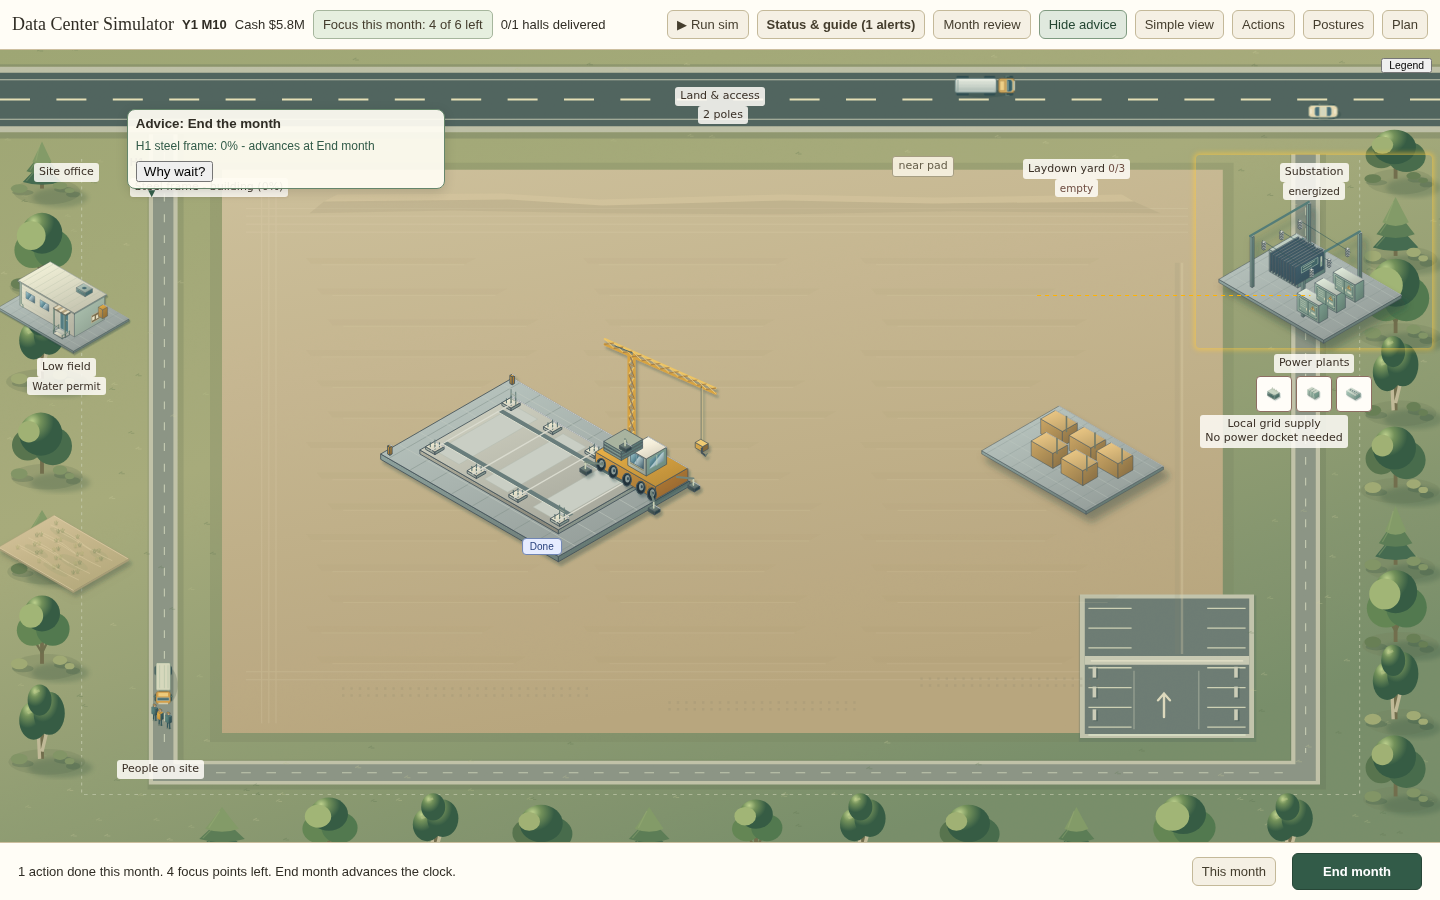 Data Center Simulator Y1 M10 Cash $5.8M Focus this month: 4 of 6 left 0/1 halls delivered ▶ Run sim Status & guide (1 alerts) Month review Hide advice Simple view Actions Postures Plan
Legend
Land & access
2 poles
Advice: End the month
H1 steel frame: 0% - advances at End month
Why wait?
Site office
near pad
Laydown yard 0/3
empty
Substation
energized
Low field
Water permit
Power plants
Local grid supply
No power docket needed
Done
People on site
1 action done this month. 4 focus points left. End month advances the clock.
This month
End month